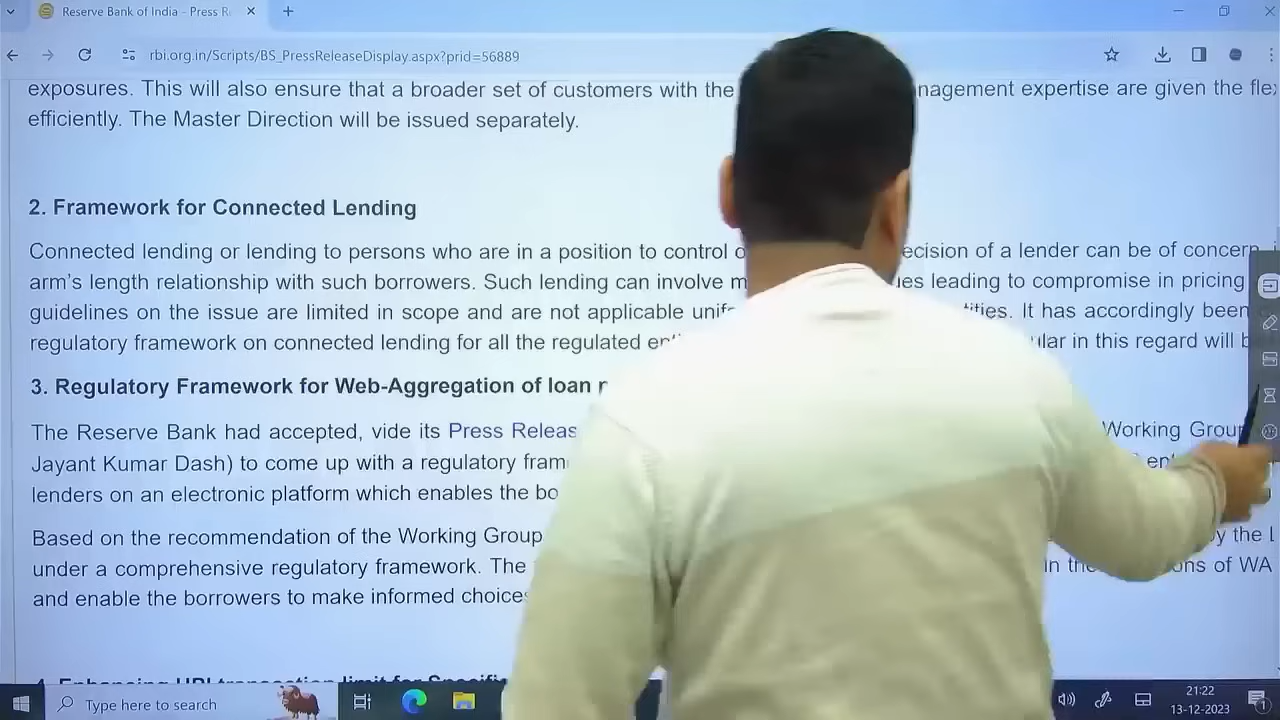 Reserve Bank of India - Press R
rbi.org.in/Scripts/BS_PressReleaseDisplay.aspx?prid=56889
exposures. This will also ensure that a broader set of customers with the nagement expertise are given the fle
efficiently. The Master Direction will be issued separately.
2. Framework for Connected Lending
Connected lending or lending to persons who are in a position to control ecision of a lender can be of concern
arm's length relationship with such borrowers. Such lending can involve leading to compromise in pricing
guidelines on the issue are limited in scope and are not applicable It has accordingly been
regulatory framework on connected lending for all the regulated in this regard will
3. Regulatory Framework for Web-Aggregation of loan
The Reserve Bank had accepted, vide its Press Releas Working Group
Jayant Kumar Dash) to come up with a regulatory fram
lenders on an electronic platform which enables the
Based on the recommendation of the Working Group by the
under a comprehensive regulatory framework. The in the of WA
and enable the borrowers to make informed choices
4. Enhancing UPI transaction limit for Specifi
Type here to search
21:22
13-12-2023